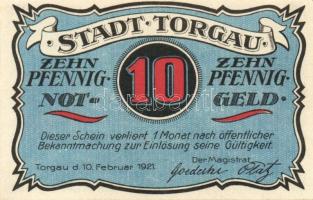 · STADT · TORGAU ·
ZEHN 10 ZEHN
PFENNIG · PFENNIG ·
NOT= GELD ·
Dieser Schein verliert 1 Monat nach öffentlicher
Bekanntmachung zur Einlösung seine Gültigkeit.
Torgau d. 10. Februar 1921.
Der Magistrat